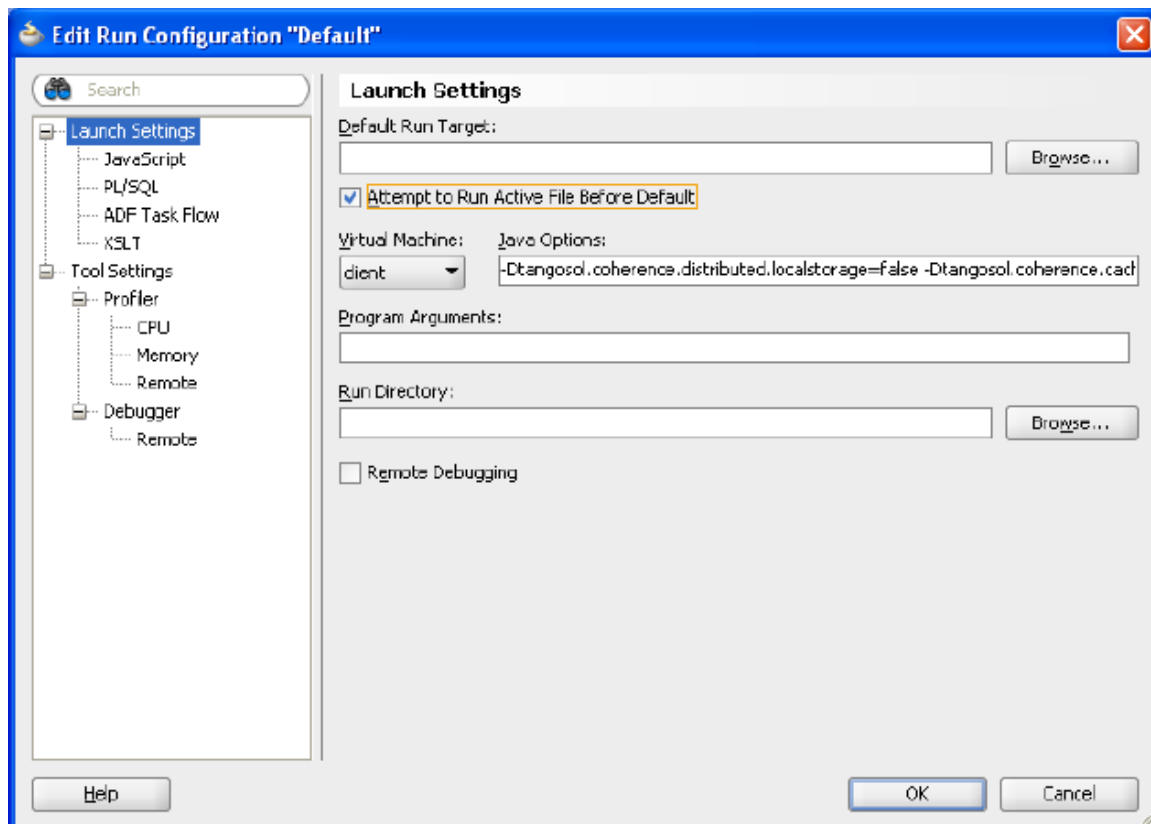 Edit Run Configuration "Default"
Search
Launch Settings
JavaScript
PL/SQL
ADF Task Flow
XSLT
Tool Settings
Profiler
CPU
Memory
Remote
Debugger
Remote
Launch Settings
Default Run Target:
Browse...
Attempt to Run Active File Before Default
Virtual Machine: Java Options:
client -Dtangosol.coherence.distributed.localstorage=false -Dtangosol.coherence.cach
Program Arguments:
Run Directory:
Browse...
Remote Debugging
Help OK Cancel